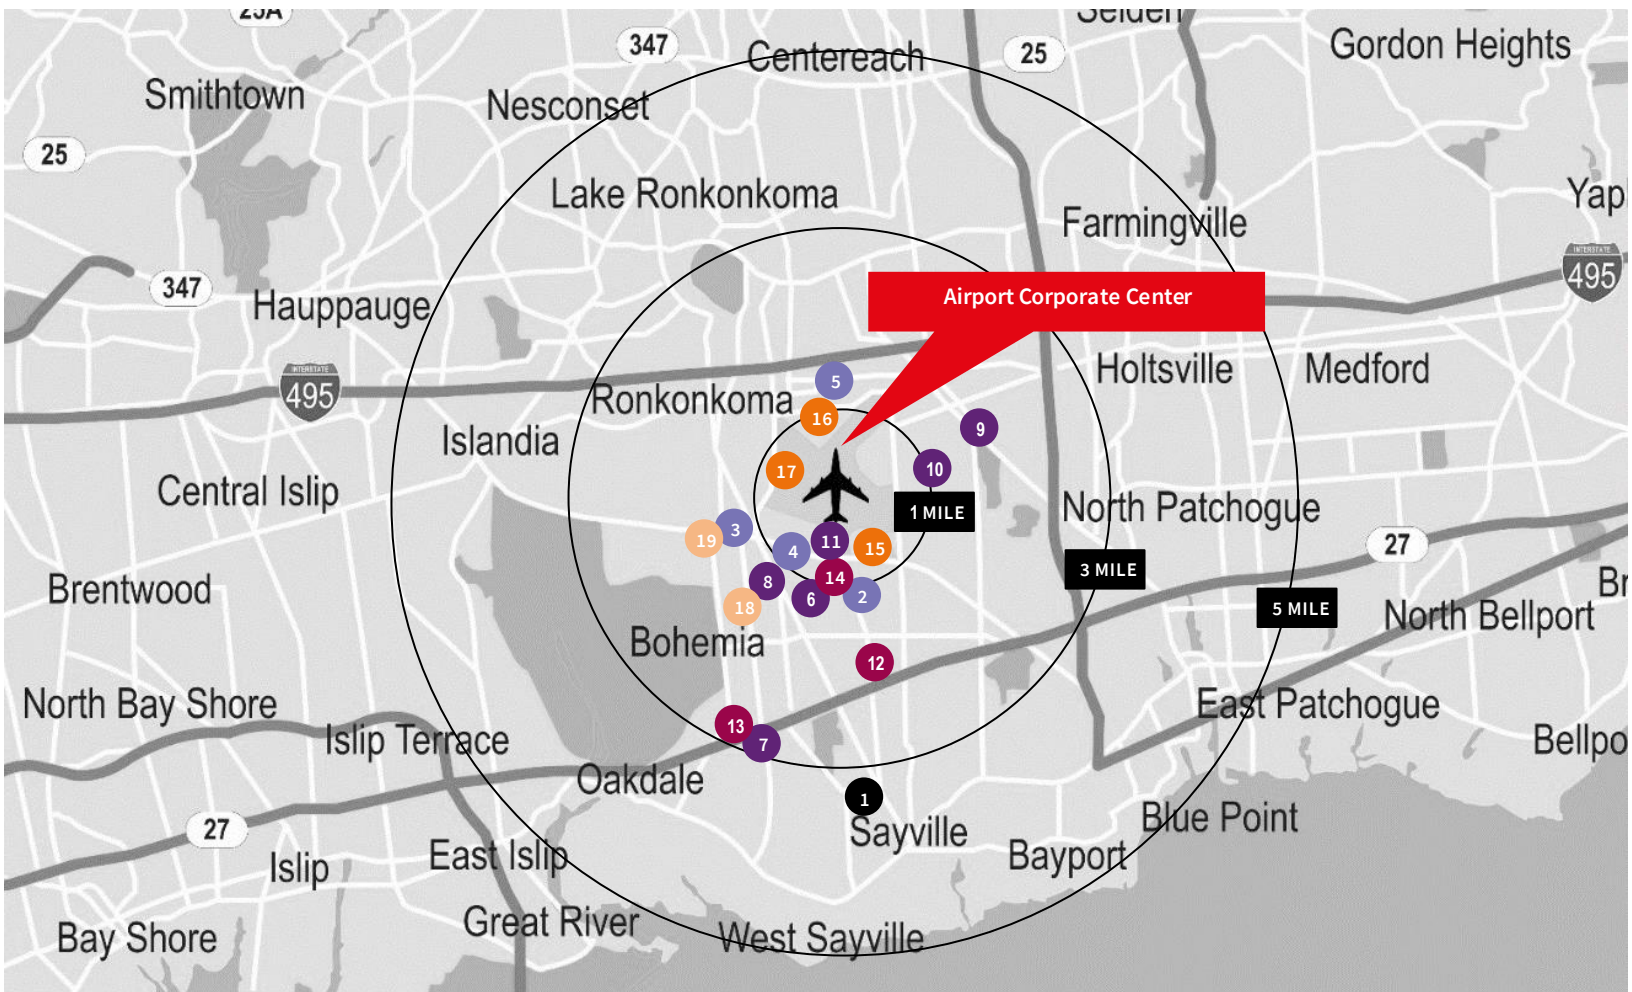 25A
Selden
347
Centereach
25
Gordon Heights
Smithtown
Nesconset
25
Lake Ronkonkoma
Farmingville
INTERSTATE
495
347
Hauppauge
Airport Corporate Center
INTERSTATE
495
Ronkonkoma
5
Holtsville
Medford
16
9
Islandia
17
10
Central Islip
1 MILE
North Patchogue
3
19
4
11
15
27
3 MILE
Brentwood
8
14
6
2
18
5 MILE
North Bellport
Bohemia
12
North Bay Shore
East Patchogue
13
7
Islip Terrace
Oakdale
1
27
Sayville
Blue Point
Islip
East Islip
Bayport
Great River
Bay Shore
West Sayville